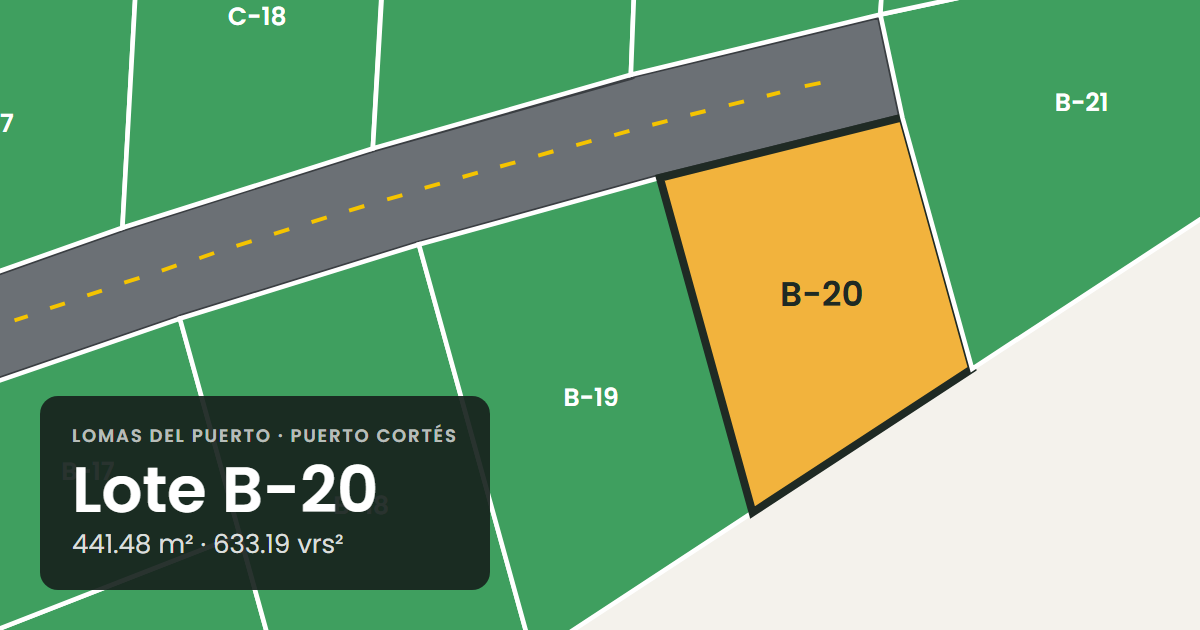 C-18
7
B-21
B-20
B-19
LOMAS DEL PUERTO · PUERTO CORTÉS
Lote B-20
441.48 m² · 633.19 vrs²